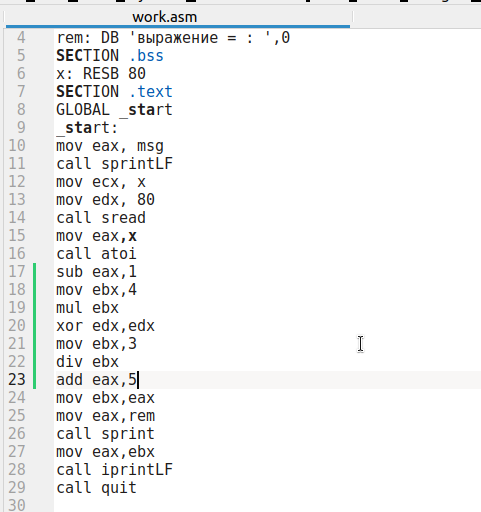 work.asm
4 rem: DB 'выражение = : ',0
5 SECTION .bss
6 x: RESB 80
7 SECTION .text
8 GLOBAL _start
9 _start:
10 mov eax, msg
11 call sprintLF
12 mov ecx, x
13 mov edx, 80
14 call sread
15 mov eax,x
16 call atoi
17 sub eax,1
18 mov ebx,4
19 mul ebx
20 xor edx,edx
21 mov ebx,3
22 div ebx
23 add eax,5
24 mov ebx,eax
25 mov eax,rem
26 call sprint
27 mov eax,ebx
28 call iprintLF
29 call quit
30